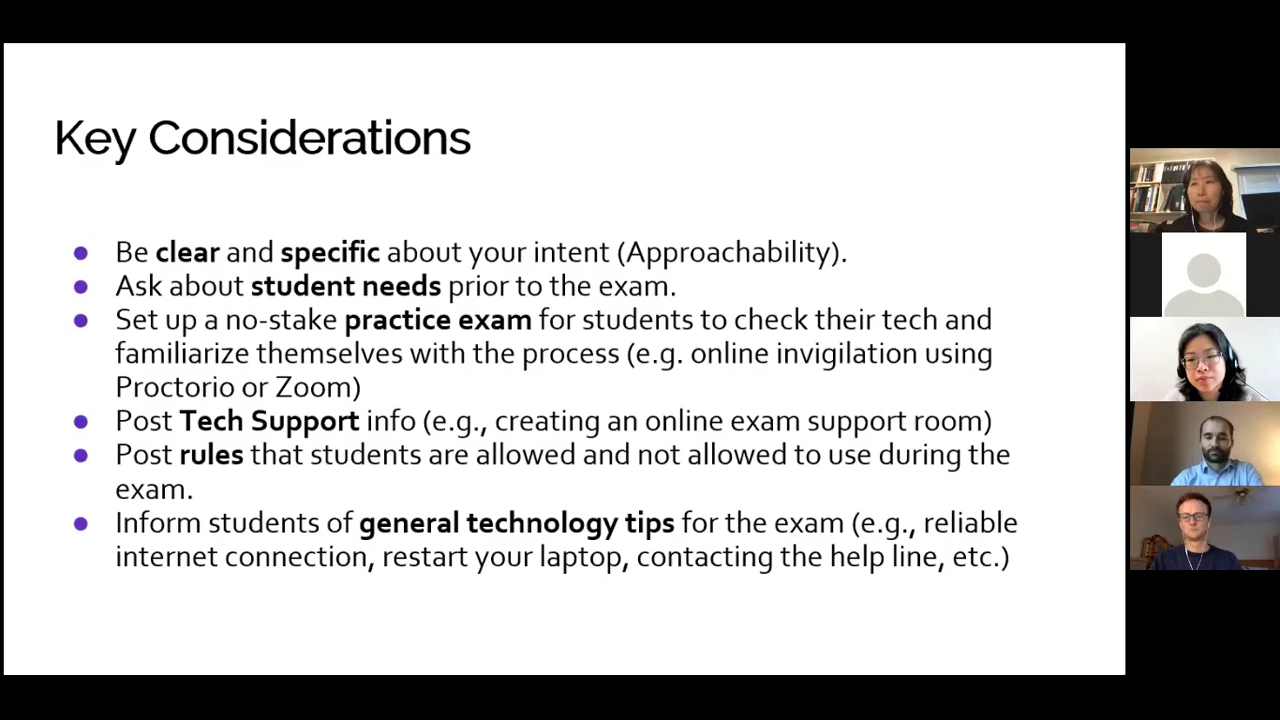 Key Considerations
● Be clear and specific about your intent (Approachability).
● Ask about student needs prior to the exam.
● Set up a no-stake practice exam for students to check their tech and
familiarize themselves with the process (e.g. online invigilation using
Proctorio or Zoom)
● Post Tech Support info (e.g., creating an online exam support room)
● Post rules that students are allowed and not allowed to use during the
exam.
● Inform students of general technology tips for the exam (e.g., reliable
internet connection, restart your laptop, contacting the help line, etc.)